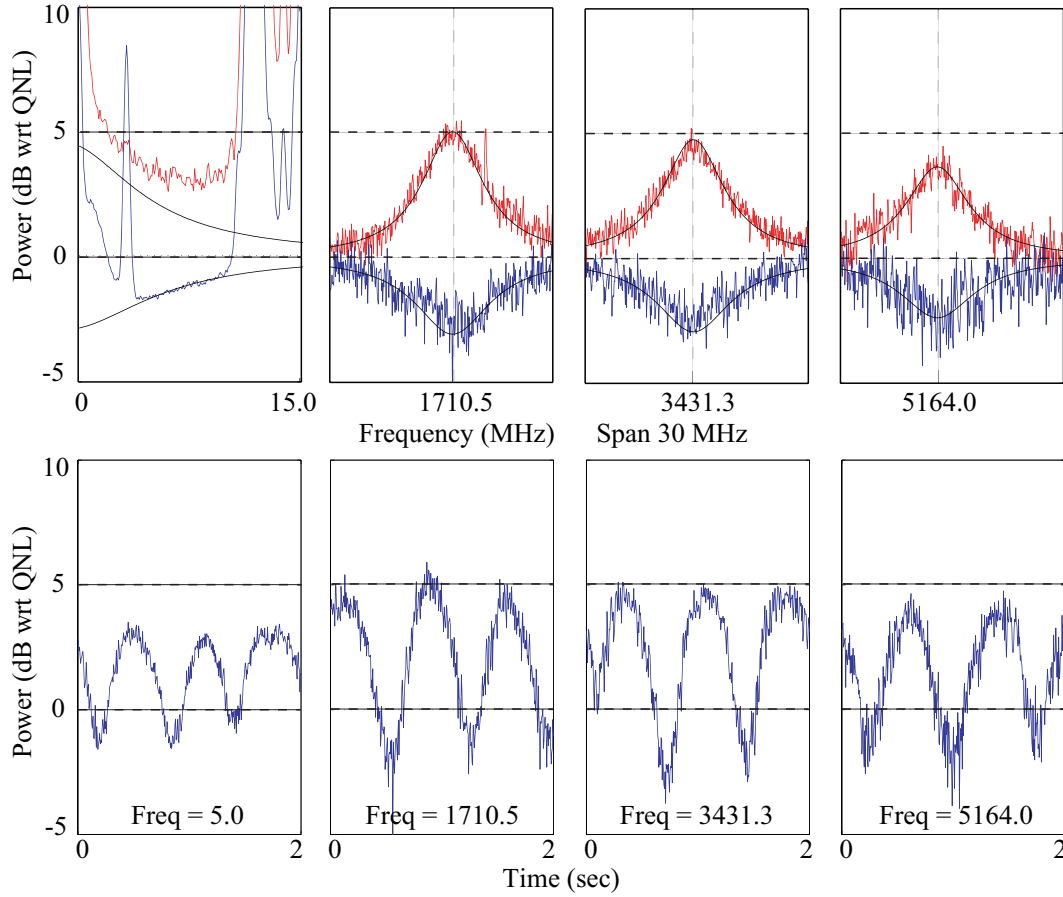 Power (dB wrt QNL)
10
5
0
-5
0
15.0
1710.5
3431.3
5164.0
Frequency (MHz)
Span 30 MHz
Power (dB wrt QNL)
10
5
0
-5
Freq = 5.0
Freq = 1710.5
Freq = 3431.3
Freq = 5164.0
0
2
0
2
0
2
0
2
Time (sec)